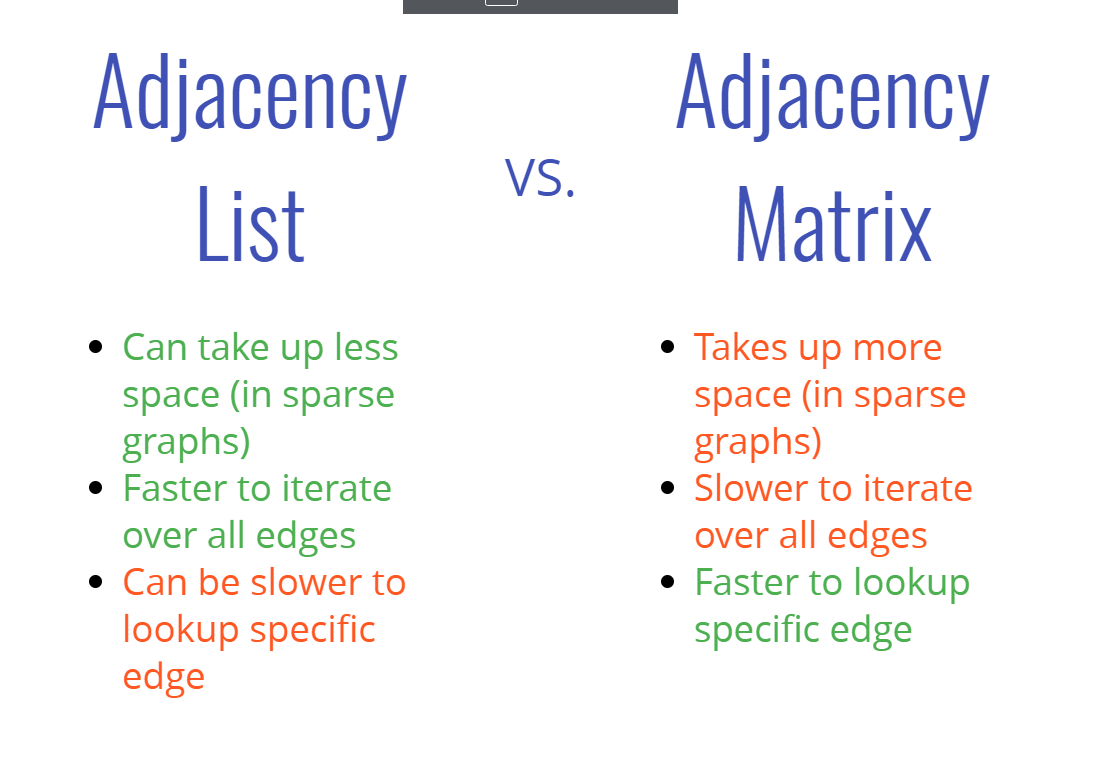 Adjacency
List
vs.
Adjacency
Matrix
• Can take up less
space (in sparse
graphs)
• Faster to iterate
over all edges
• Can be slower to
lookup specific
edge
• Takes up more
space (in sparse
graphs)
• Slower to iterate
over all edges
• Faster to lookup
specific edge